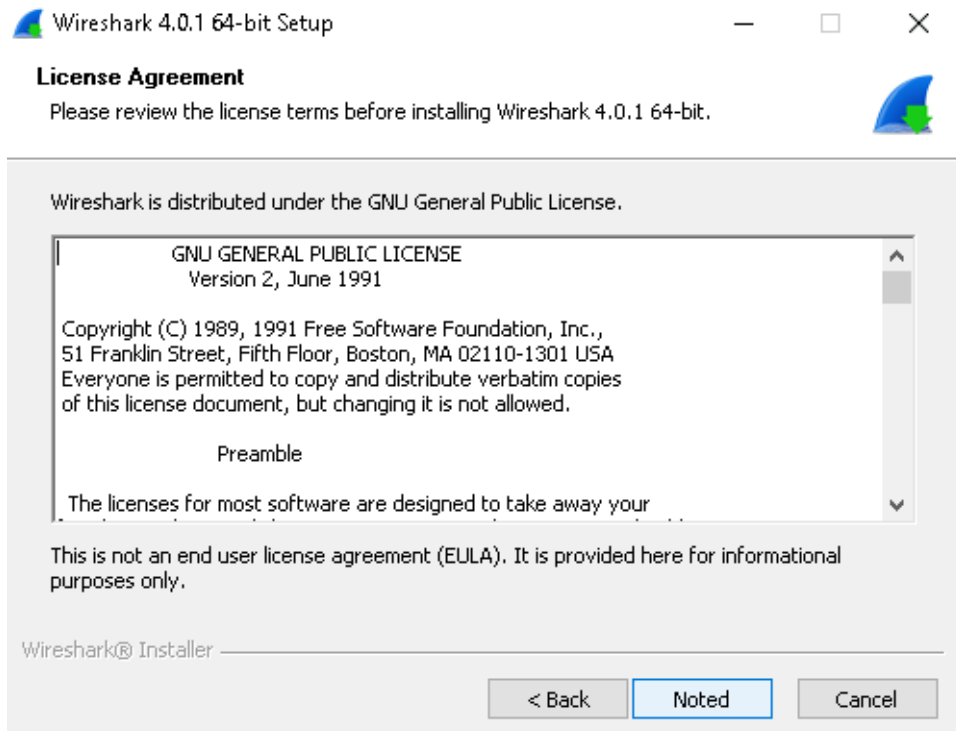 Wireshark 4.0.1 64-bit Setup
License Agreement
Please review the license terms before installing Wireshark 4.0.1 64-bit.
Wireshark is distributed under the GNU General Public License.
GNU GENERAL PUBLIC LICENSE
Version 2, June 1991
Copyright (C) 1989, 1991 Free Software Foundation, Inc.,
51 Franklin Street, Fifth Floor, Boston, MA 02110-1301 USA
Everyone is permitted to copy and distribute verbatim copies
of this license document, but changing it is not allowed.
Preamble
The licenses for most software are designed to take away your
This is not an end user license agreement (EULA). It is provided here for informational
purposes only.
Wireshark® Installer
< Back
Noted
Cancel